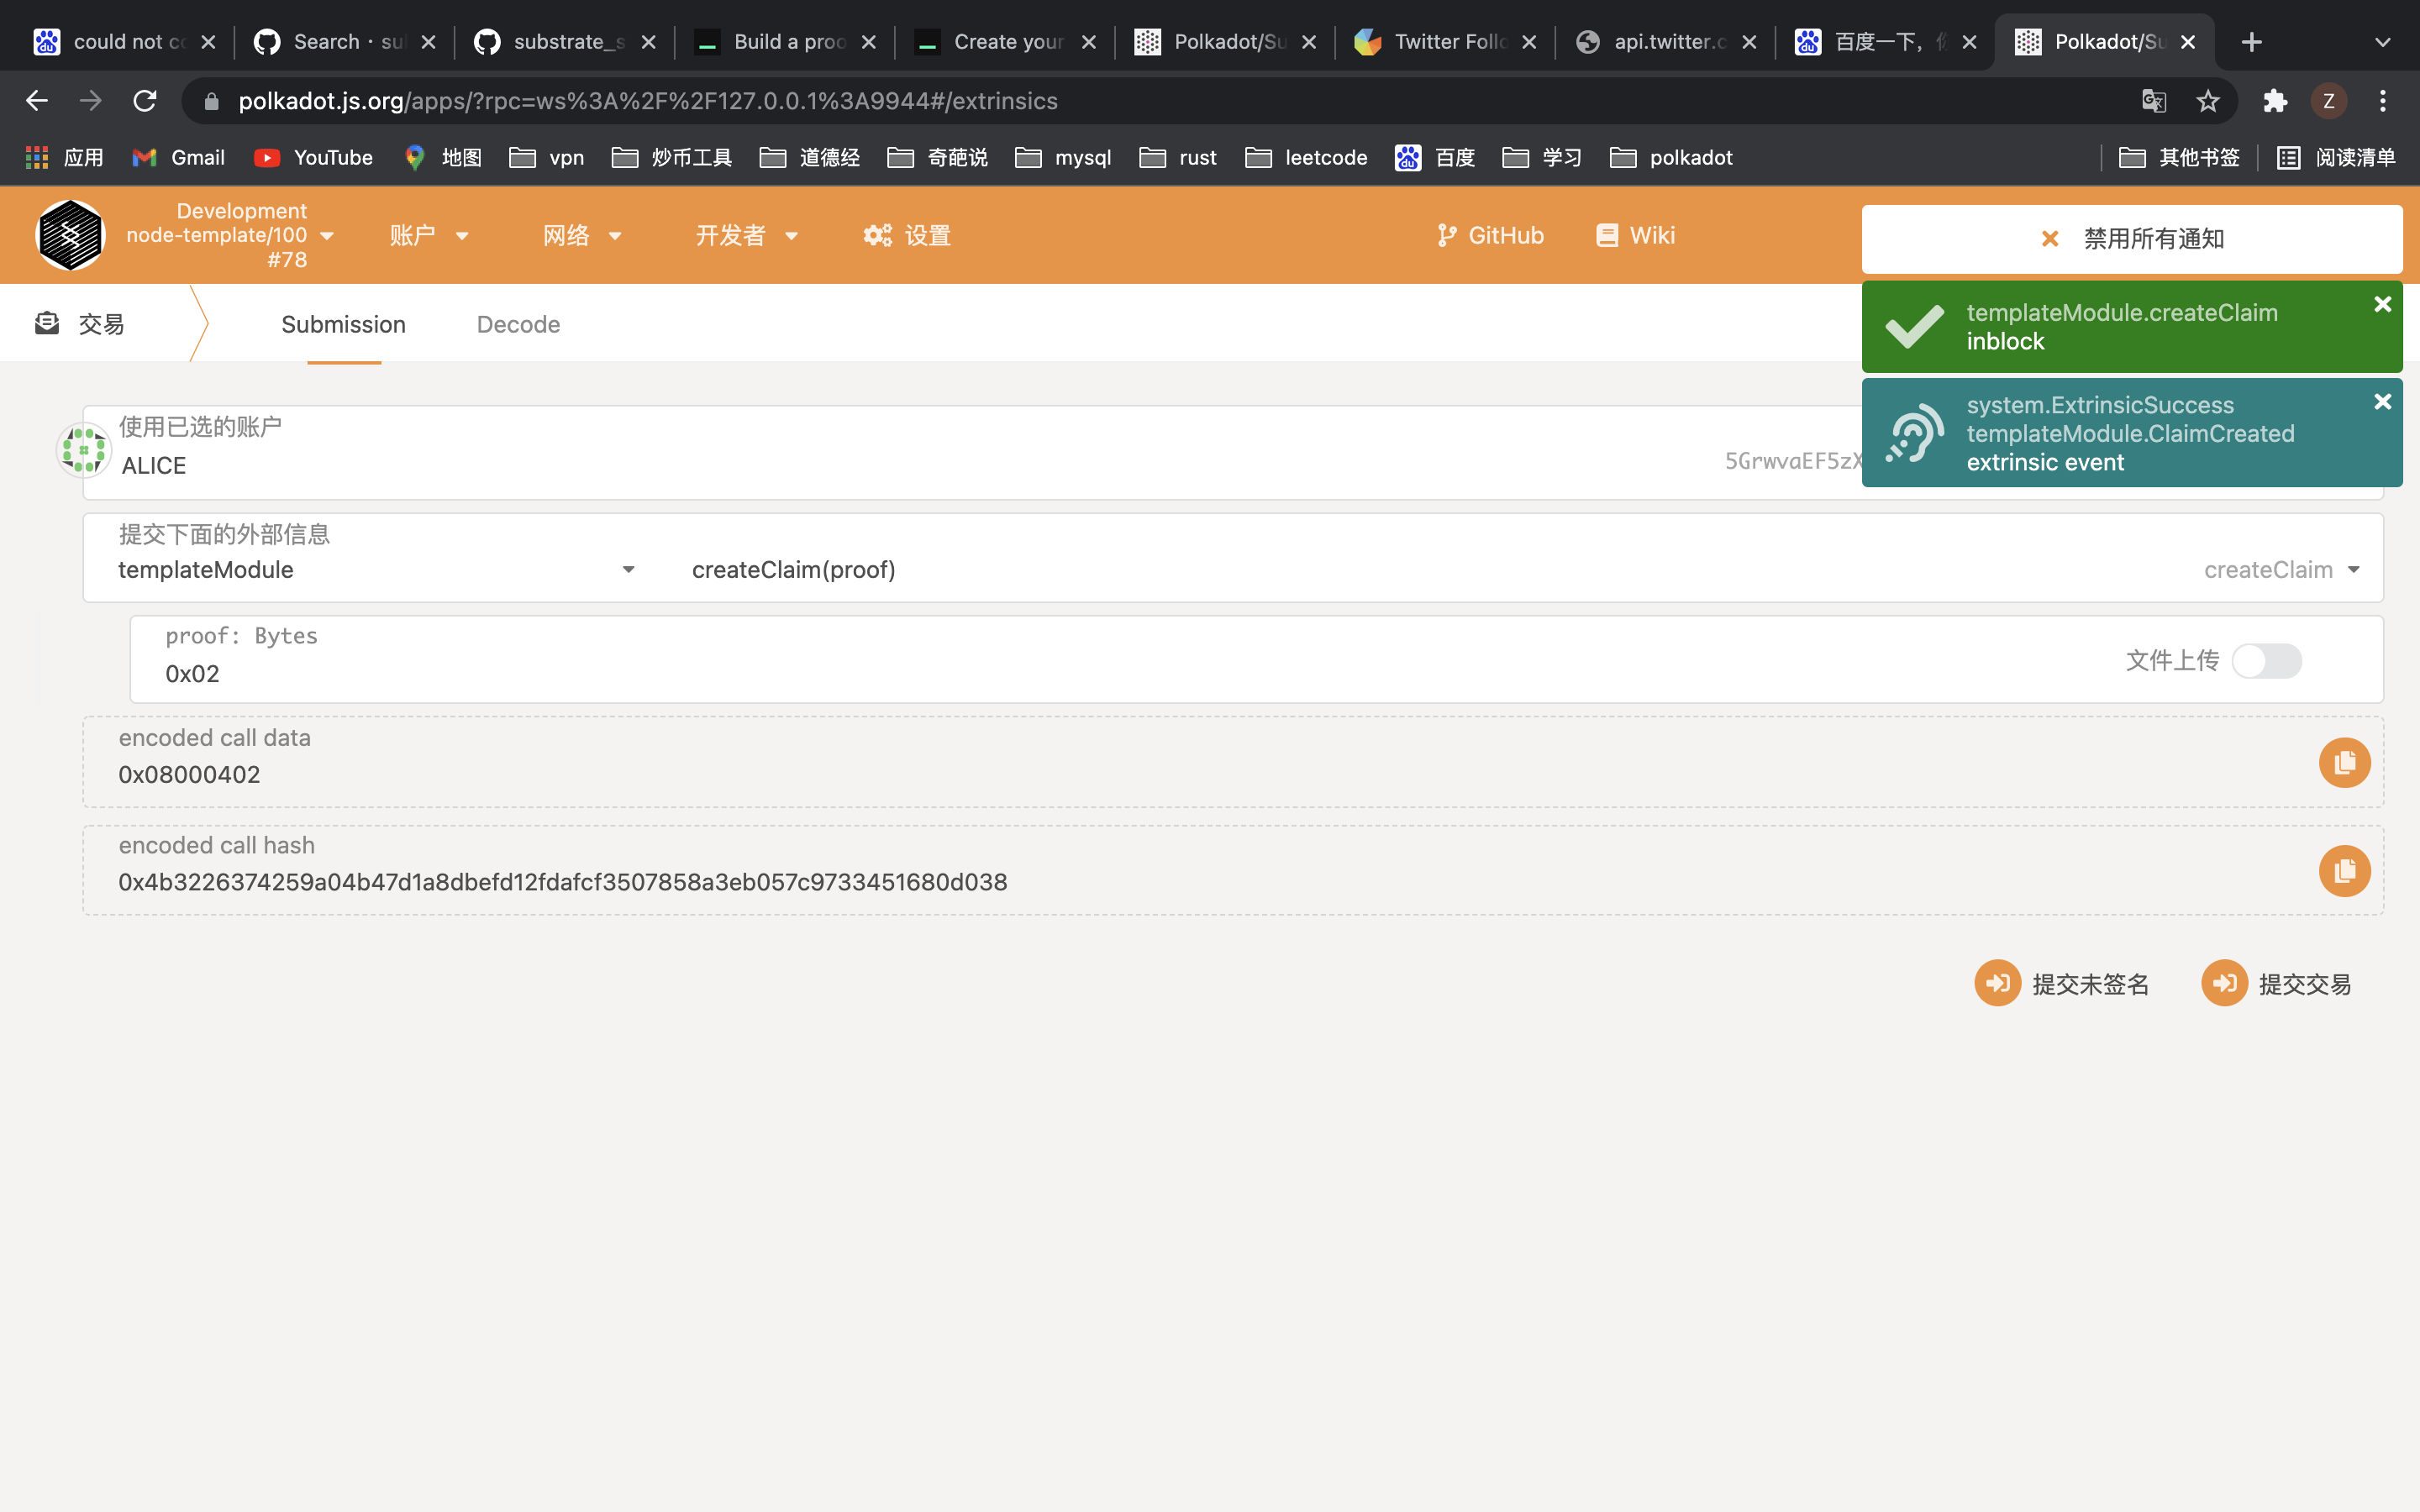 could not co
Search · sul
substrate_s
Build a proo
Create your
Polkadot/Su
Twitter Follo
api.twitter.c
百度一下，
Polkadot/Su
polkadot.js.org/apps/?rpc=ws%3A%2F%2F127.0.0.1%3A9944#/extrinsics
Z
应用
Gmail
YouTube
地图
vpn
炒币工具
道德经
奇葩说
mysql
rust
leetcode
百度
学习
polkadot
其他书签
阅读清单
Development
node-template/100
#78
账户
网络
开发者
设置
GitHub
Wiki
禁用所有通知
templateModule.createClaim
inblock
system.ExtrinsicSuccess
templateModule.ClaimCreated
extrinsic event
交易
Submission
Decode
使用已选的账户
ALICE
5GrwvaEF5zX
提交下面的外部信息
templateModule
createClaim(proof)
createClaim
proof: Bytes
0x02
文件上传
encoded call data
0x08000402
encoded call hash
0x4b3226374259a04b47d1a8dbefd12fdafcf3507858a3eb057c9733451680d038
提交未签名
提交交易